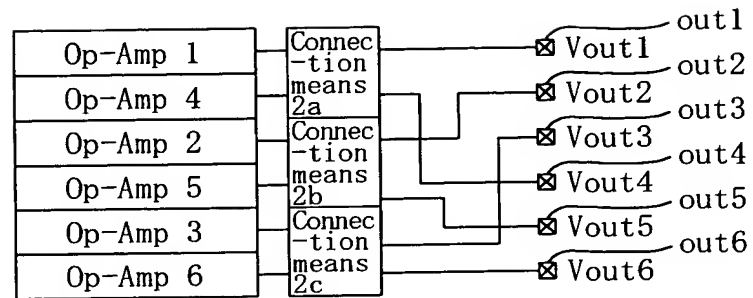 Op-Amp 1
Op-Amp 4
Op-Amp 2
Op-Amp 5
Op-Amp 3
Op-Amp 6
Connec
-tion
means
2a
Connec
-tion
means
2b
Connec
-tion
means
2c
out1
Vout1
out2
Vout2
out3
Vout3
out4
Vout4
out5
Vout5
out6
Vout6